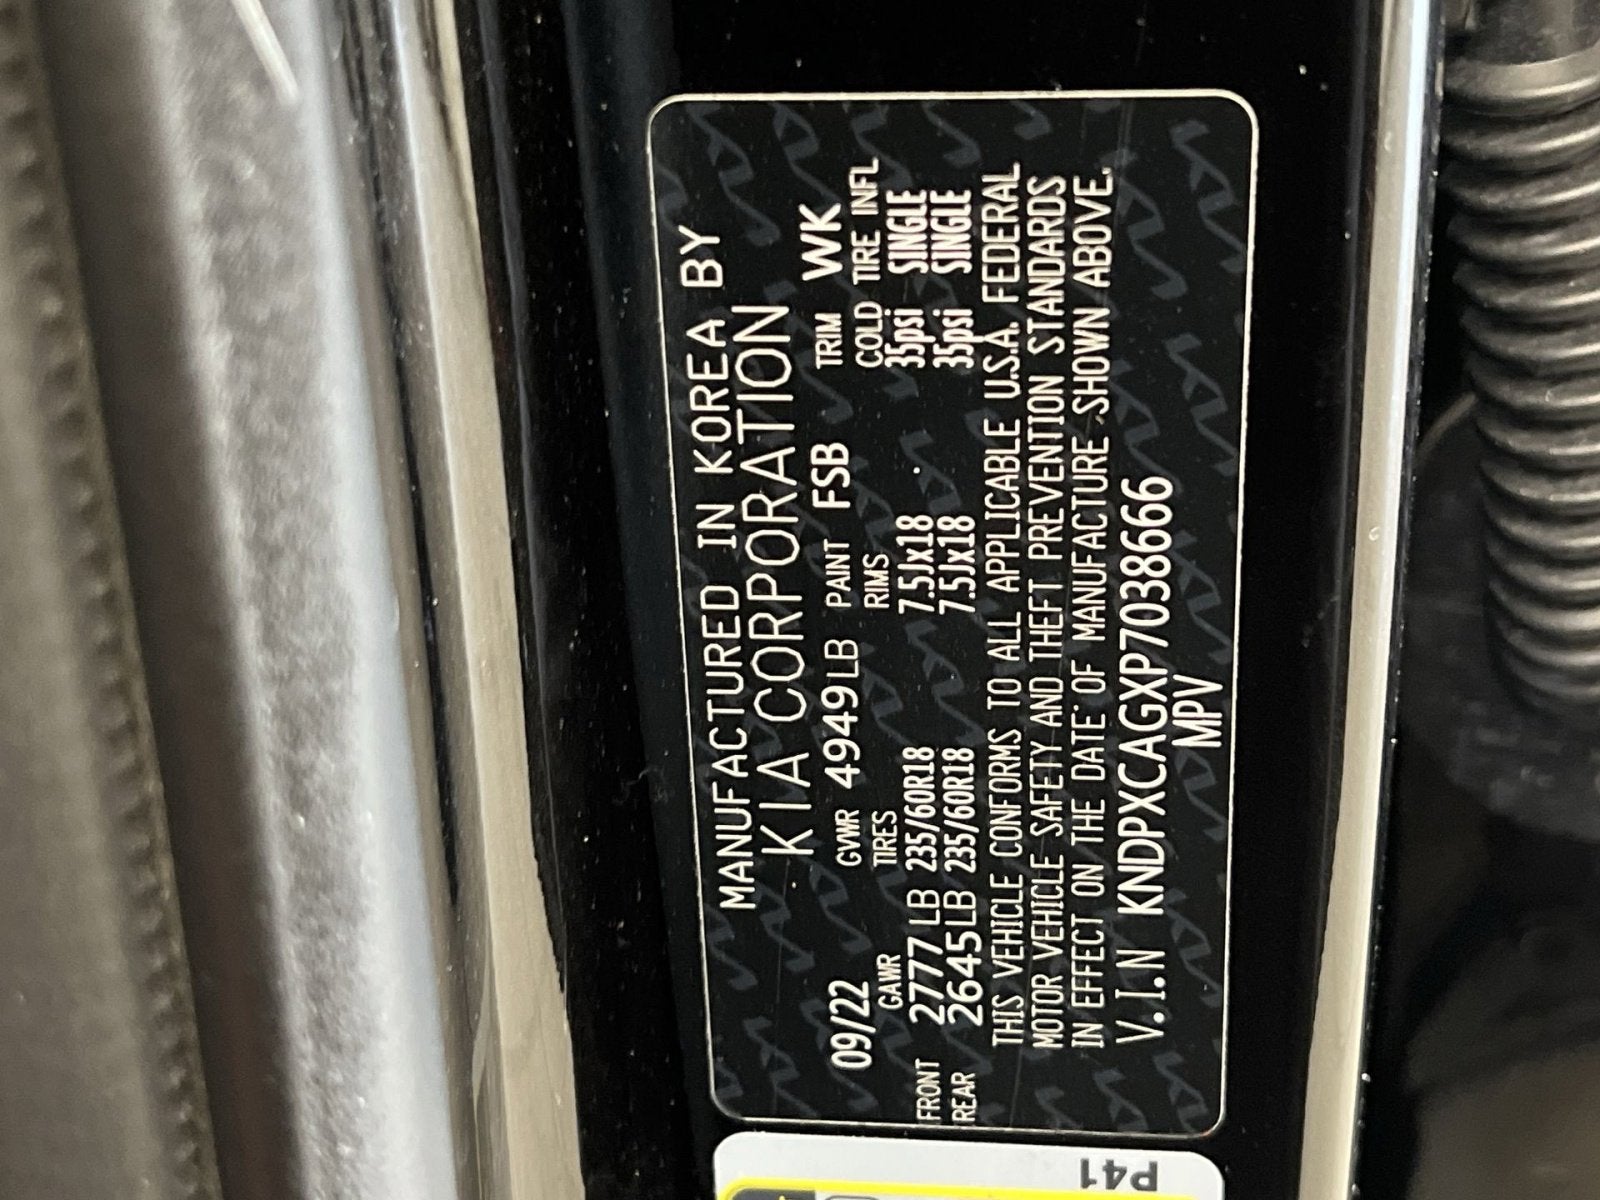 MANUFACTURED IN KOREA BY
KIA CORPORATION
09/22 GVWR 4949LB PAINT FSB TRIM WK
GAWR TIRES RIMS COLD TIRE INFL
FRONT 2777 LB 235/60R18 7.5Jx18 35psi SINGLE
REAR 2645LB 235/60R18 7.5Jx18 35psi SINGLE
THIS VEHICLE CONFORMS TO ALL APPLICABLE U.S.A. FEDERAL
MOTOR VEHICLE SAFETY AND THEFT PREVENTION STANDARDS
IN EFFECT ON THE DATE OF MANUFACTURE SHOWN ABOVE.
V.I.N KNDPXCAGXP7038666
MPV
P41